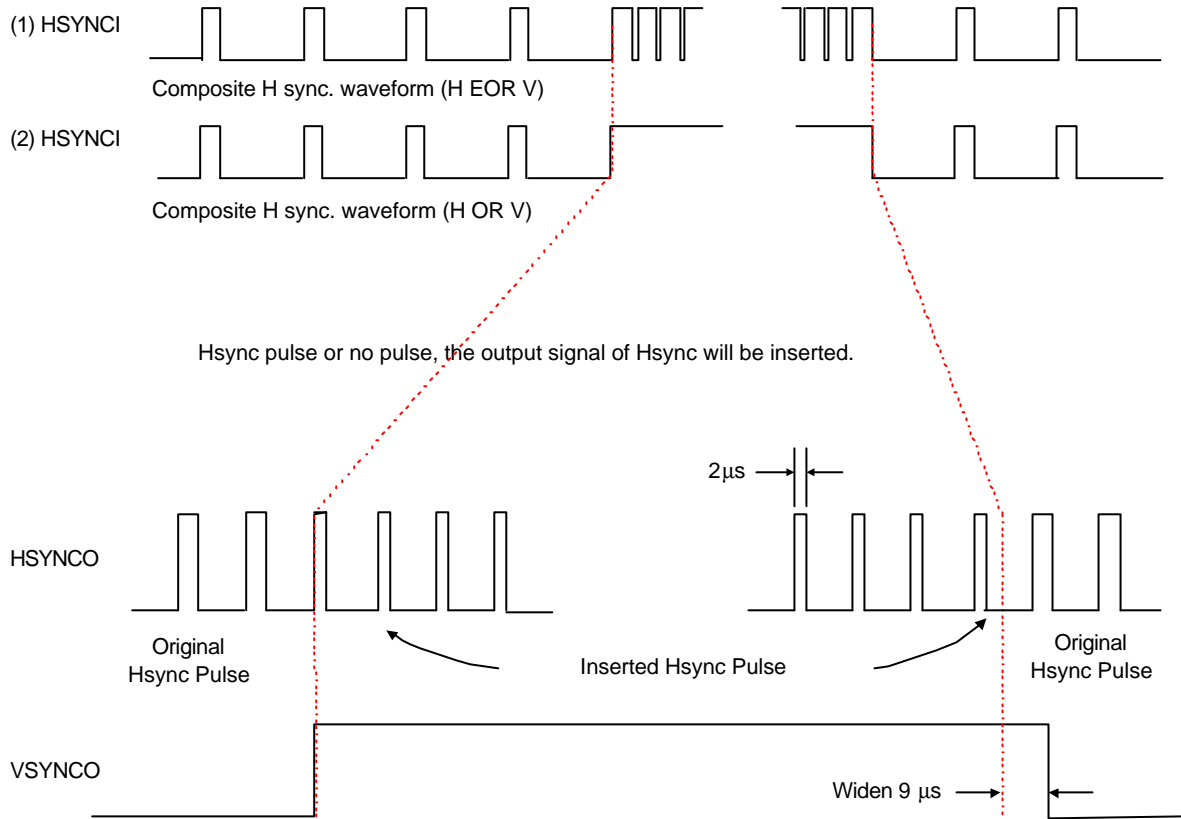 (1) HSYNCI
Composite H sync. waveform (H EOR V)
(2) HSYNCI
Composite H sync. waveform (H OR V)
Hsync pulse or no pulse, the output signal of Hsync will be inserted.
2μs
HSYNCO
Original
Hsync Pulse
Inserted Hsync Pulse
Original
Hsync Pulse
VSYNCO
Widen 9 μs